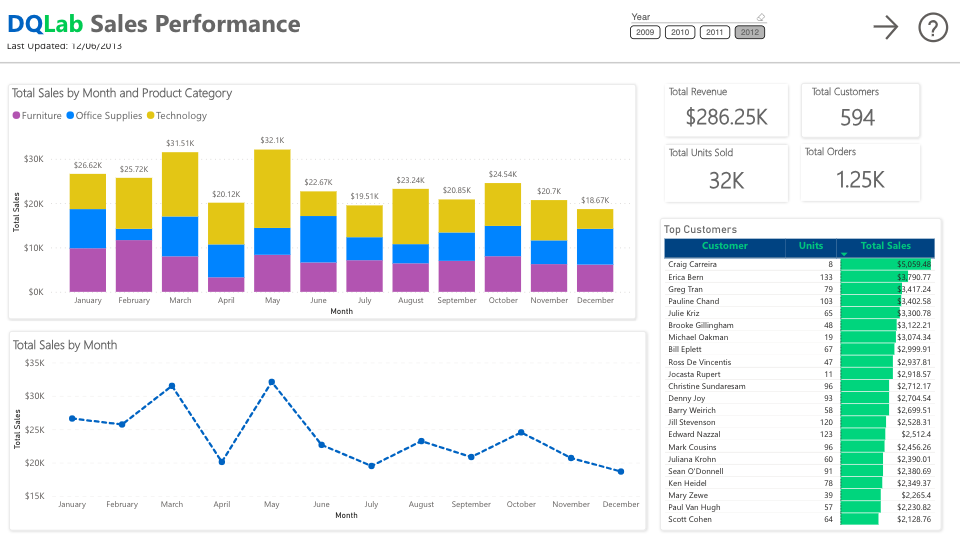 DQLab Sales Performance
Last Updated: 12/06/2013
Year
2009 2010 2011 2012
?
Total Sales by Month and Product Category
Furniture Office Supplies Technology
$30K
$20K
$10K
$0K
Total Sales
$26.62K $25.72K $31.51K $20.12K $32.1K $22.67K $19.51K $23.24K $20.85K $24.54K $20.7K $18.67K
January February March April May June July August September October November December
Month
Total Sales by Month
$35K
$30K
$25K
$20K
$15K
Total Sales
January February March April May June July August September October November December
Month
Total Revenue
$286.25K
Total Customers
594
Total Units Sold
32K
Total Orders
1.25K
Top Customers
Customer Units Total Sales
Craig Carreira 8 $5,059.48
Erica Bern 133 $3,790.77
Greg Tran 79 $3,417.24
Pauline Chand 103 $3,402.58
Julie Kriz 65 $3,300.78
Brooke Gillingham 48 $3,122.21
Michael Oakman 19 $3,074.34
Bill Eplett 67 $2,999.91
Ross De Vincentis 47 $2,937.81
Jocasta Rupert 11 $2,918.57
Christine Sundaresam 96 $2,712.17
Denny Joy 93 $2,704.54
Barry Weirich 58 $2,699.51
Jill Stevenson 120 $2,528.31
Edward Nazzal 123 $2,512.4
Mark Cousins 96 $2,456.26
Juliana Krohn 60 $2,390.01
Sean O'Donnell 91 $2,380.69
Ken Heidel 78 $2,349.37
Mary Zewe 39 $2,265.4
Paul Van Hugh 57 $2,230.82
Scott Cohen 64 $2,128.76